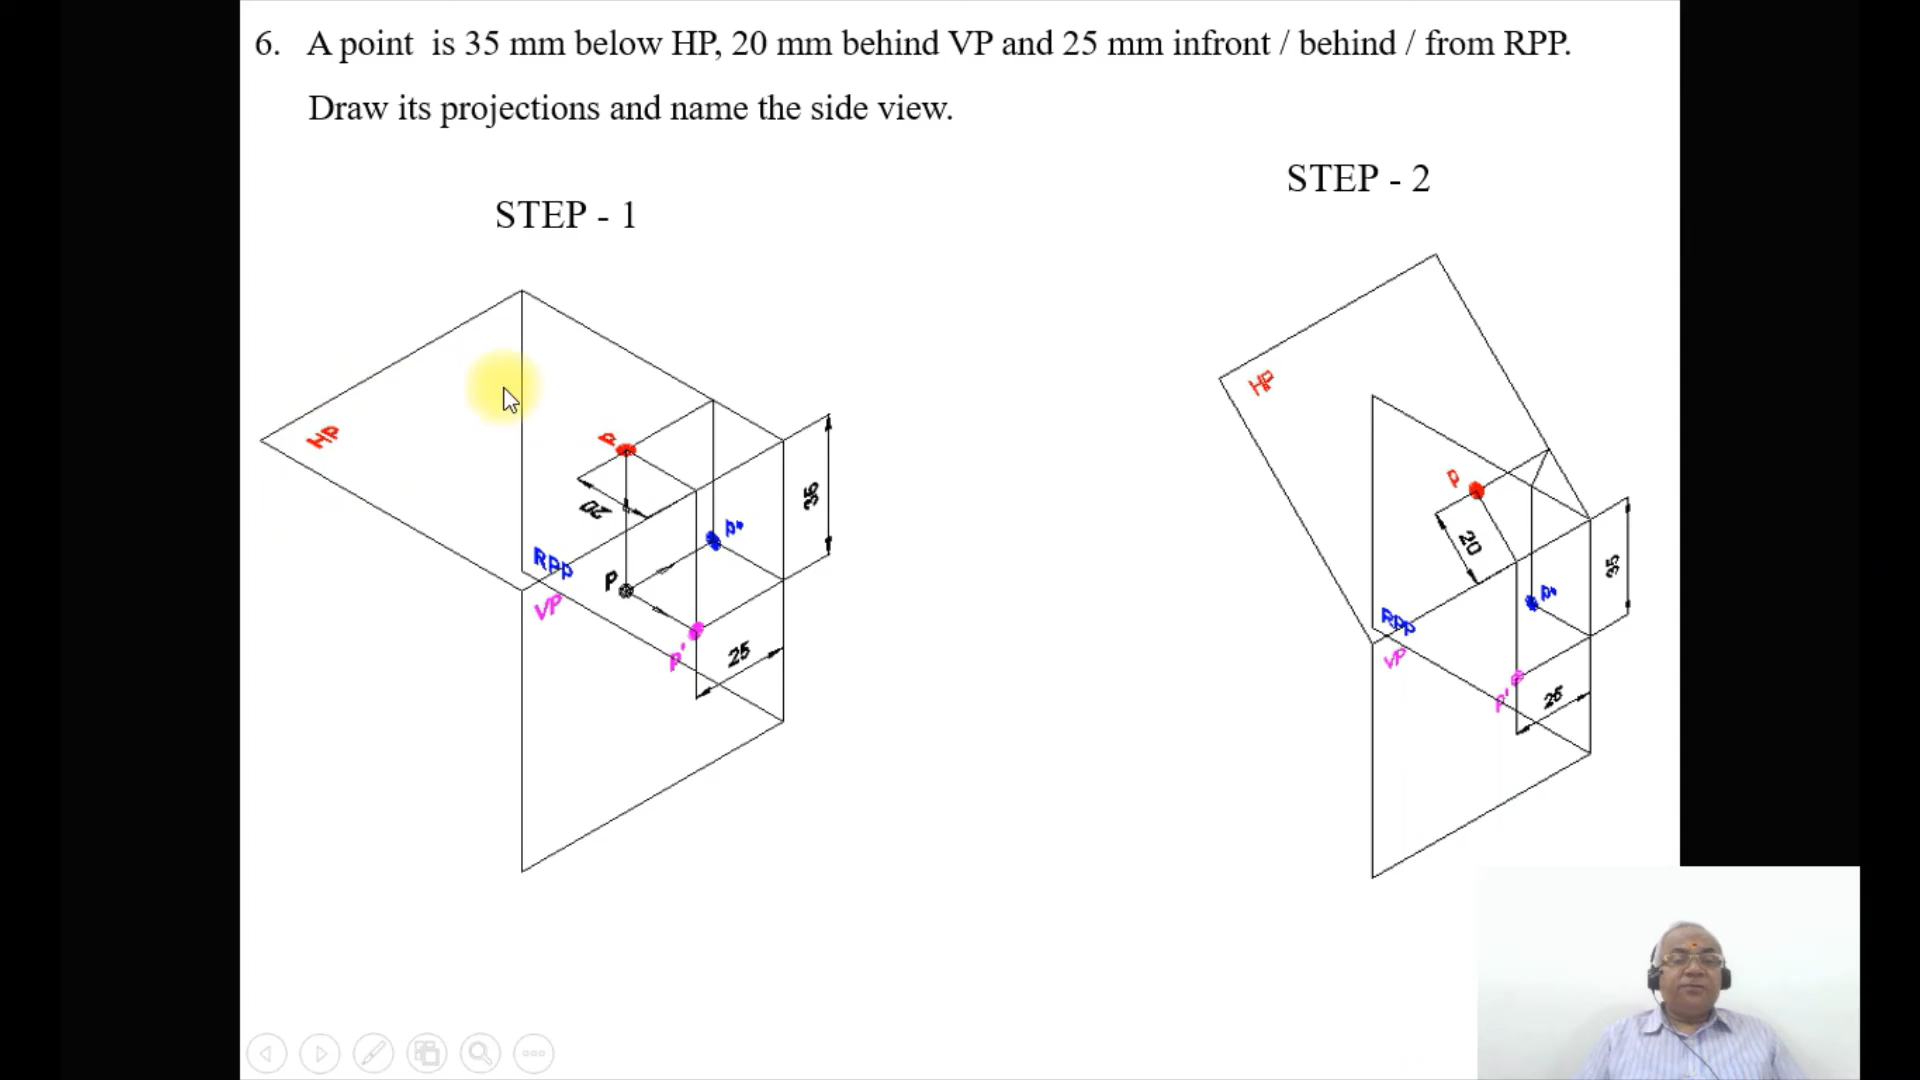 6. A point is 35 mm below HP, 20 mm behind VP and 25 mm infront / behind / from RPP.
Draw its projections and name the side view.
STEP - 1
STEP - 2
HP
P
20
35
P"
RPP
P
VP
P'
25
HP
P
20
35
P"
RPP
VP
P'
25